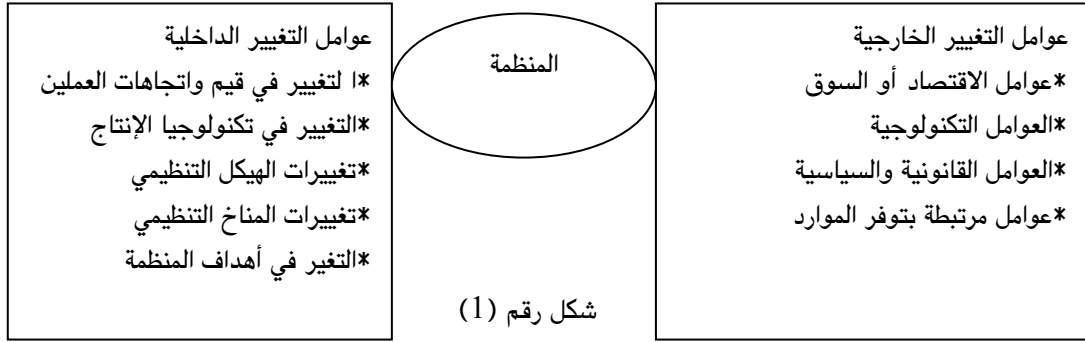 عوامل التغيير الخارجية
*عوامل الاقتصاد أو السوق
*العوامل التكنولوجية
*العوامل القانونية والسياسية
*عوامل مرتبطة بتوفر الموارد
المنظمة
عوامل التغيير الداخلية
*ا لتغيير في قيم واتجاهات العملين
*التغيير في تكنولوجيا الإنتاج
*تغييرات الهيكل التنظيمي
*تغييرات المناخ التنظيمي
*التغير في أهداف المنظمة
شكل رقم (1)